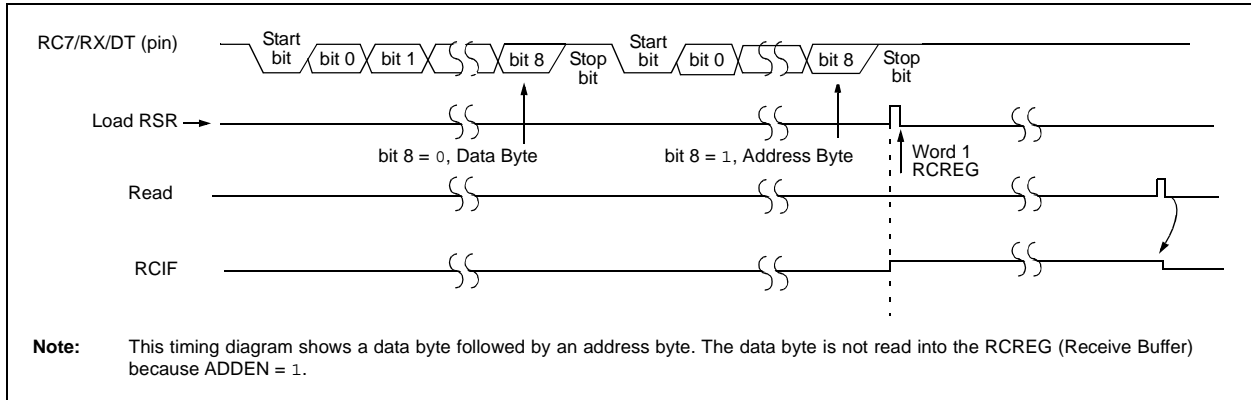 RC7/RX/DT (pin)
Start bit
bit 0
bit 1
bit 8
Stop bit
Start bit
bit 0
bit 8
Stop bit
Load RSR
bit 8 = 0, Data Byte
bit 8 = 1, Address Byte
Word 1
RCREG
Read
RCIF
Note: This timing diagram shows a data byte followed by an address byte. The data byte is not read into the RCREG (Receive Buffer)
because ADDEN = 1.